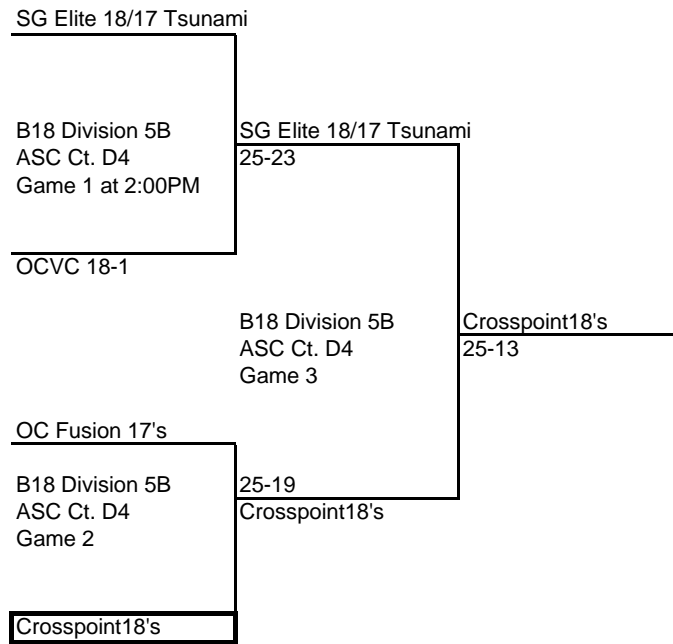 SG Elite 18/17 Tsunami
B18 Division 5B
ASC Ct. D4
Game 1 at 2:00PM
SG Elite 18/17 Tsunami
25-23
OCVC 18-1
B18 Division 5B
ASC Ct. D4
Game 3
Crosspoint18's
25-13
OC Fusion 17's
B18 Division 5B
ASC Ct. D4
Game 2
25-19
Crosspoint18's
Crosspoint18's